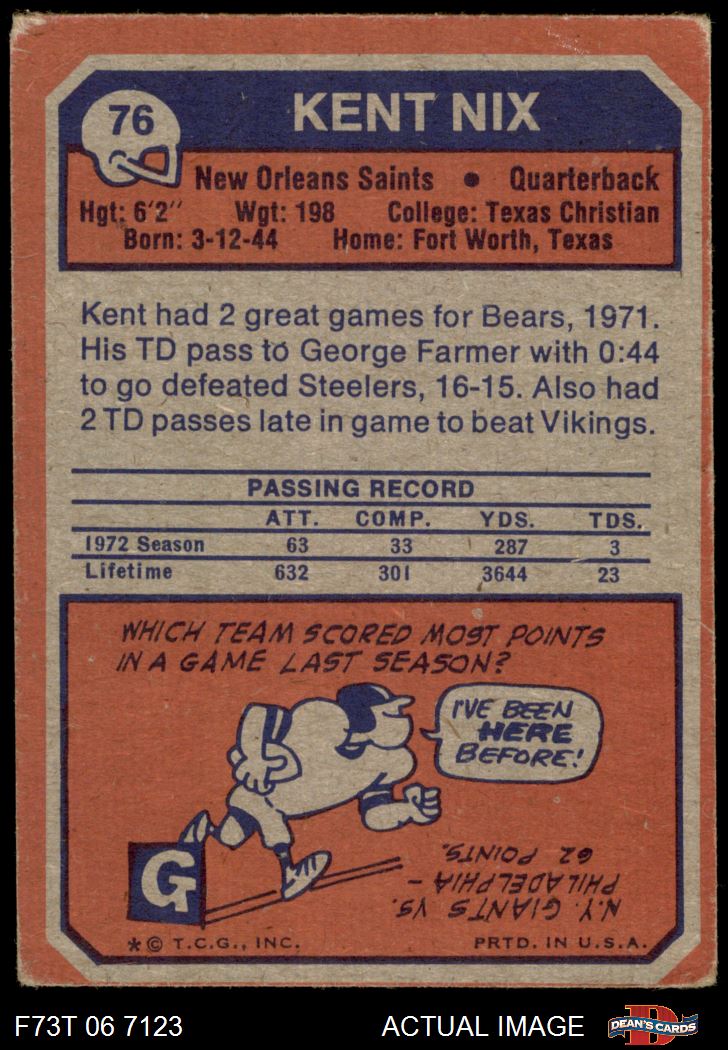 76
KENT NIX
New Orleans Saints • Quarterback
Hgt: 6'2" Wgt: 198 College: Texas Christian
Born: 3-12-44 Home: Fort Worth, Texas
Kent had 2 great games for Bears, 1971.
His TD pass to George Farmer with 0:44
to go defeated Steelers, 16-15. Also had
2 TD passes late in game to beat Vikings.
PASSING RECORD
ATT. COMP. YDS. TDS.
1972 Season 63 33 287 3
Lifetime 632 301 3644 23
WHICH TEAM SCORED MOST POINTS
IN A GAME LAST SEASON?
I'VE BEEN
HERE
BEFORE!
G
N.Y. GIANTS VS.
PHILADELPHIA -
62 POINTS.
* © T.C.G., INC. PRTD. IN U.S.A.
F73T 06 7123 ACTUAL IMAGE
D
DEAN'S CARDS